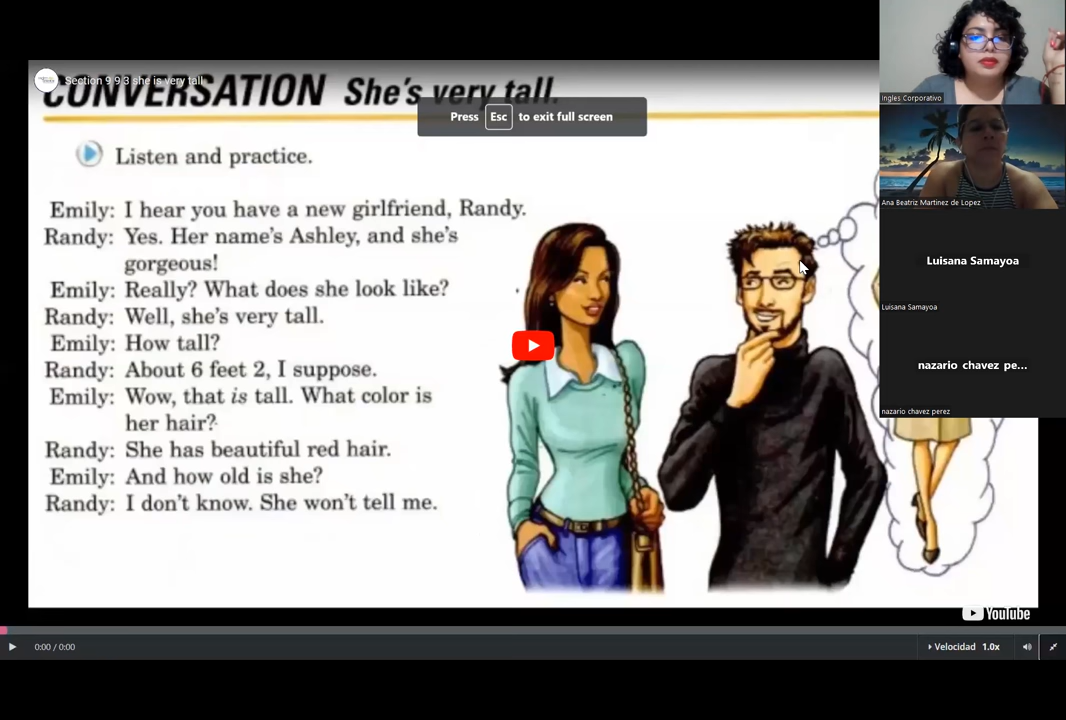 Section 9 9 3 she is very tall
CONVERSATION She's very tall.
Press Esc to exit full screen
Listen and practice.
Emily: I hear you have a new girlfriend, Randy.
Randy: Yes. Her name's Ashley, and she's
gorgeous!
Emily: Really? What does she look like?
Randy: Well, she's very tall.
Emily: How tall?
Randy: About 6 feet 2, I suppose.
Emily: Wow, that is tall. What color is
her hair?
Randy: She has beautiful red hair.
Emily: And how old is she?
Randy: I don't know. She won't tell me.
Ingles Corporativo
Ana Beatriz Martinez de Lopez
Luisana Samayoa
Luisana Samayoa
nazario chavez pe...
nazario chavez perez
YouTube
0:00 / 0:00
Velocidad 1.0x